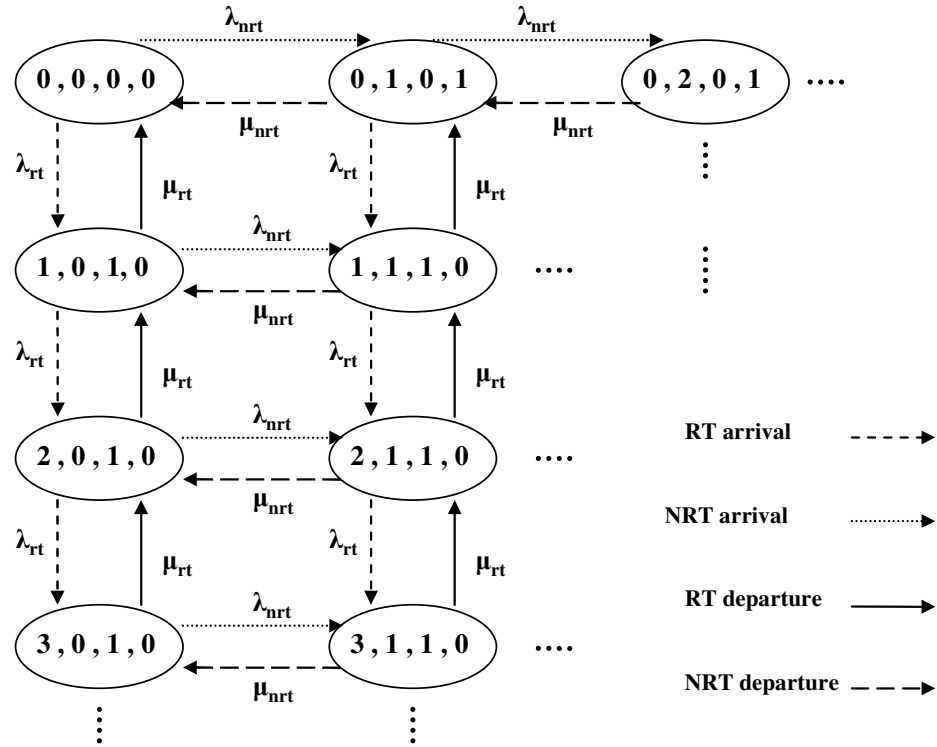 λnrt λnrt
0 , 0 , 0 , 0 0 , 1 , 0 , 1 0 , 2 , 0 , 1 ....
μnrt μnrt
λrt μrt λrt μrt
λnrt
1 , 0 , 1, 0 1 , 1 , 1 , 0 ....
μnrt
λrt μrt λrt μrt
λnrt
2 , 0 , 1 , 0 2 , 1 , 1 , 0 ....
μnrt
RT arrival
λrt μrt λrt μrt
NRT arrival
λnrt
RT departure
3 , 0 , 1 , 0 3 , 1 , 1 , 0 ....
μnrt
NRT departure